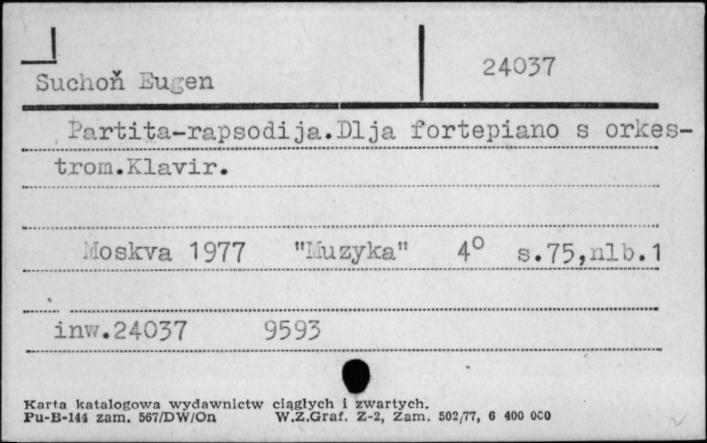 24037
Suchoň Eugen
Partita-rapsodija.Dlja fortepiano s orkes-
trom.Klavir.
Moskva 1977 "Muzyka" 4° s.75,nlb.1
inw.24037 9593
Karta katalogowa wydawnictw ciągłych i zwartych.
Pu-B-144 zam. 567/DW/On W.Z.Graf. Z-2, Zam. 502/77, 6 400 000